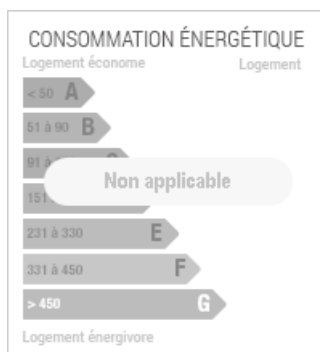 CONSOMMATION ÉNERGÉTIQUE
Logement économe Logement
< 50 A
51 à 90 B
91 à
Non applicable
151
231 à 330 E
331 à 450 F
> 450 G
Logement énergivore